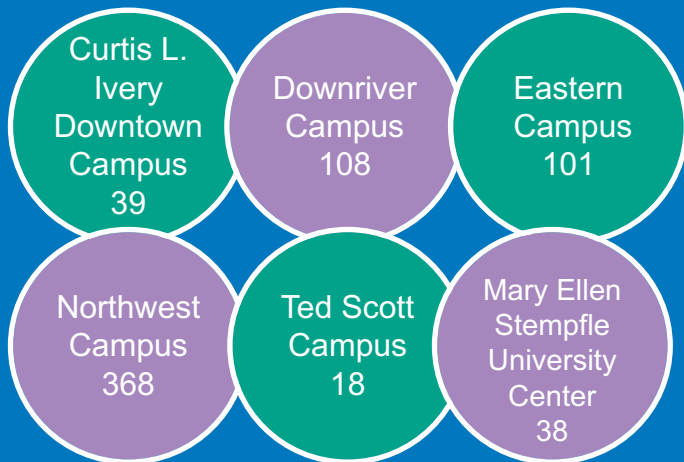 Curtis L.
Ivery
Downtown
Campus
39
Downriver
Campus
108
Eastern
Campus
101
Northwest
Campus
368
Ted Scott
Campus
18
Mary Ellen
Stempfle
University
Center
38